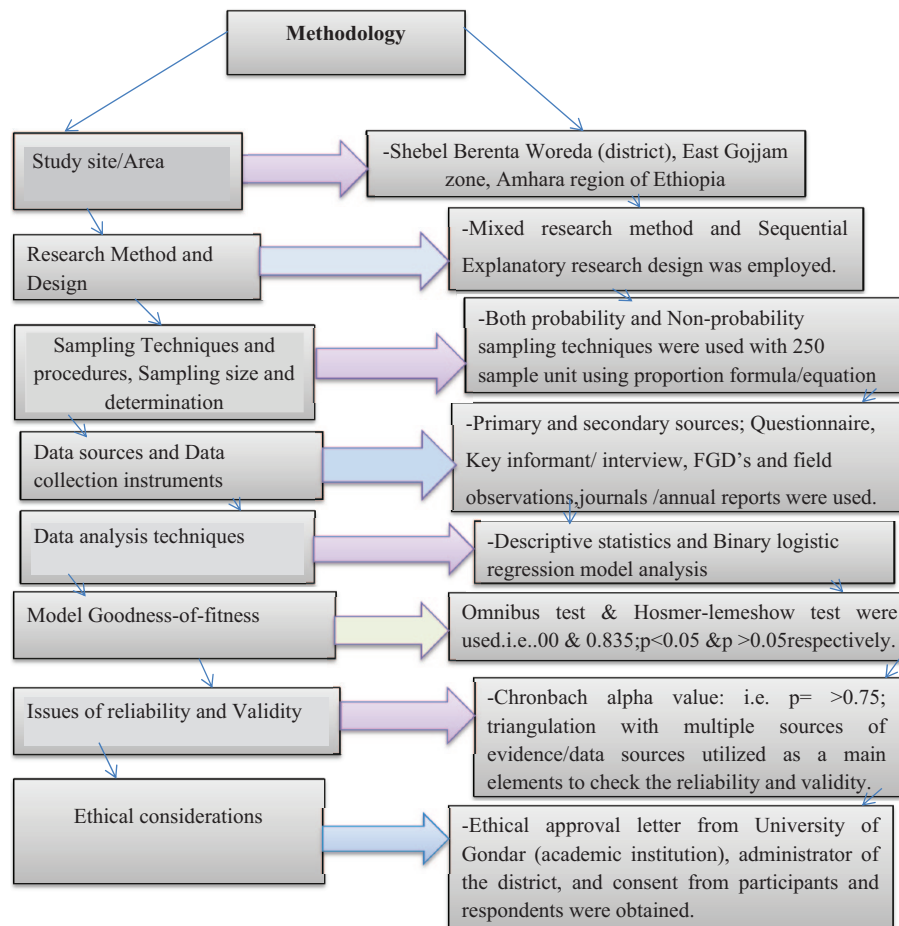 Methodology
Study site/Area
-Shebel Berenta Woreda (district), East Gojjam
zone, Amhara region of Ethiopia
Research Method and
Design
-Mixed research method and Sequential
Explanatory research design was employed.
Sampling Techniques and
procedures, Sampling size and
determination
-Both probability and Non-probability
sampling techniques were used with 250
sample unit using proportion formula/equation
Data sources and Data
collection instruments
-Primary and secondary sources; Questionnaire,
Key informant/ interview, FGD's and field
observations,journals /annual reports were used.
Data analysis techniques
-Descriptive statistics and Binary logistic
regression model analysis
Model Goodness-of-fitness
Omnibus test & Hosmer-lemeshow test were
used.i.e..00 & 0.835;p<0.05 &p >0.05respectively.
Issues of reliability and Validity
-Chronbach alpha value: i.e. p= >0.75;
triangulation with multiple sources of
evidence/data sources utilized as a main
elements to check the reliability and validity.
Ethical considerations
-Ethical approval letter from University of
Gondar (academic institution), administrator of
the district, and consent from participants and
respondents were obtained.